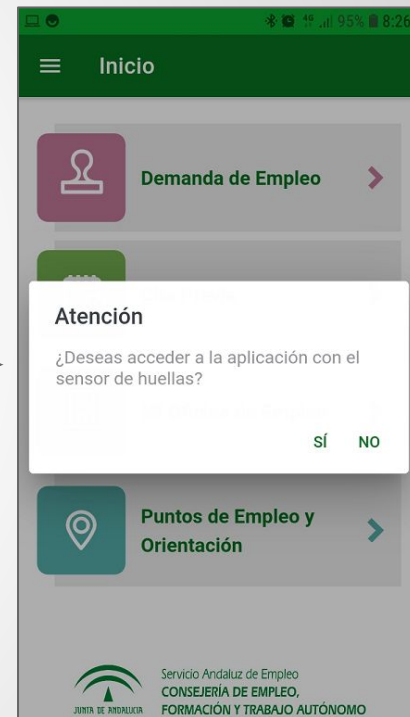 4G 95% 8:26
Inicio
Demanda de Empleo
Atención
¿Deseas acceder a la aplicación con el
sensor de huellas?
SÍ NO
Puntos de Empleo y
Orientación
Servicio Andaluz de Empleo
CONSEJERÍA DE EMPLEO,
FORMACIÓN Y TRABAJO AUTÓNOMO
JUNTA DE ANDALUCIA